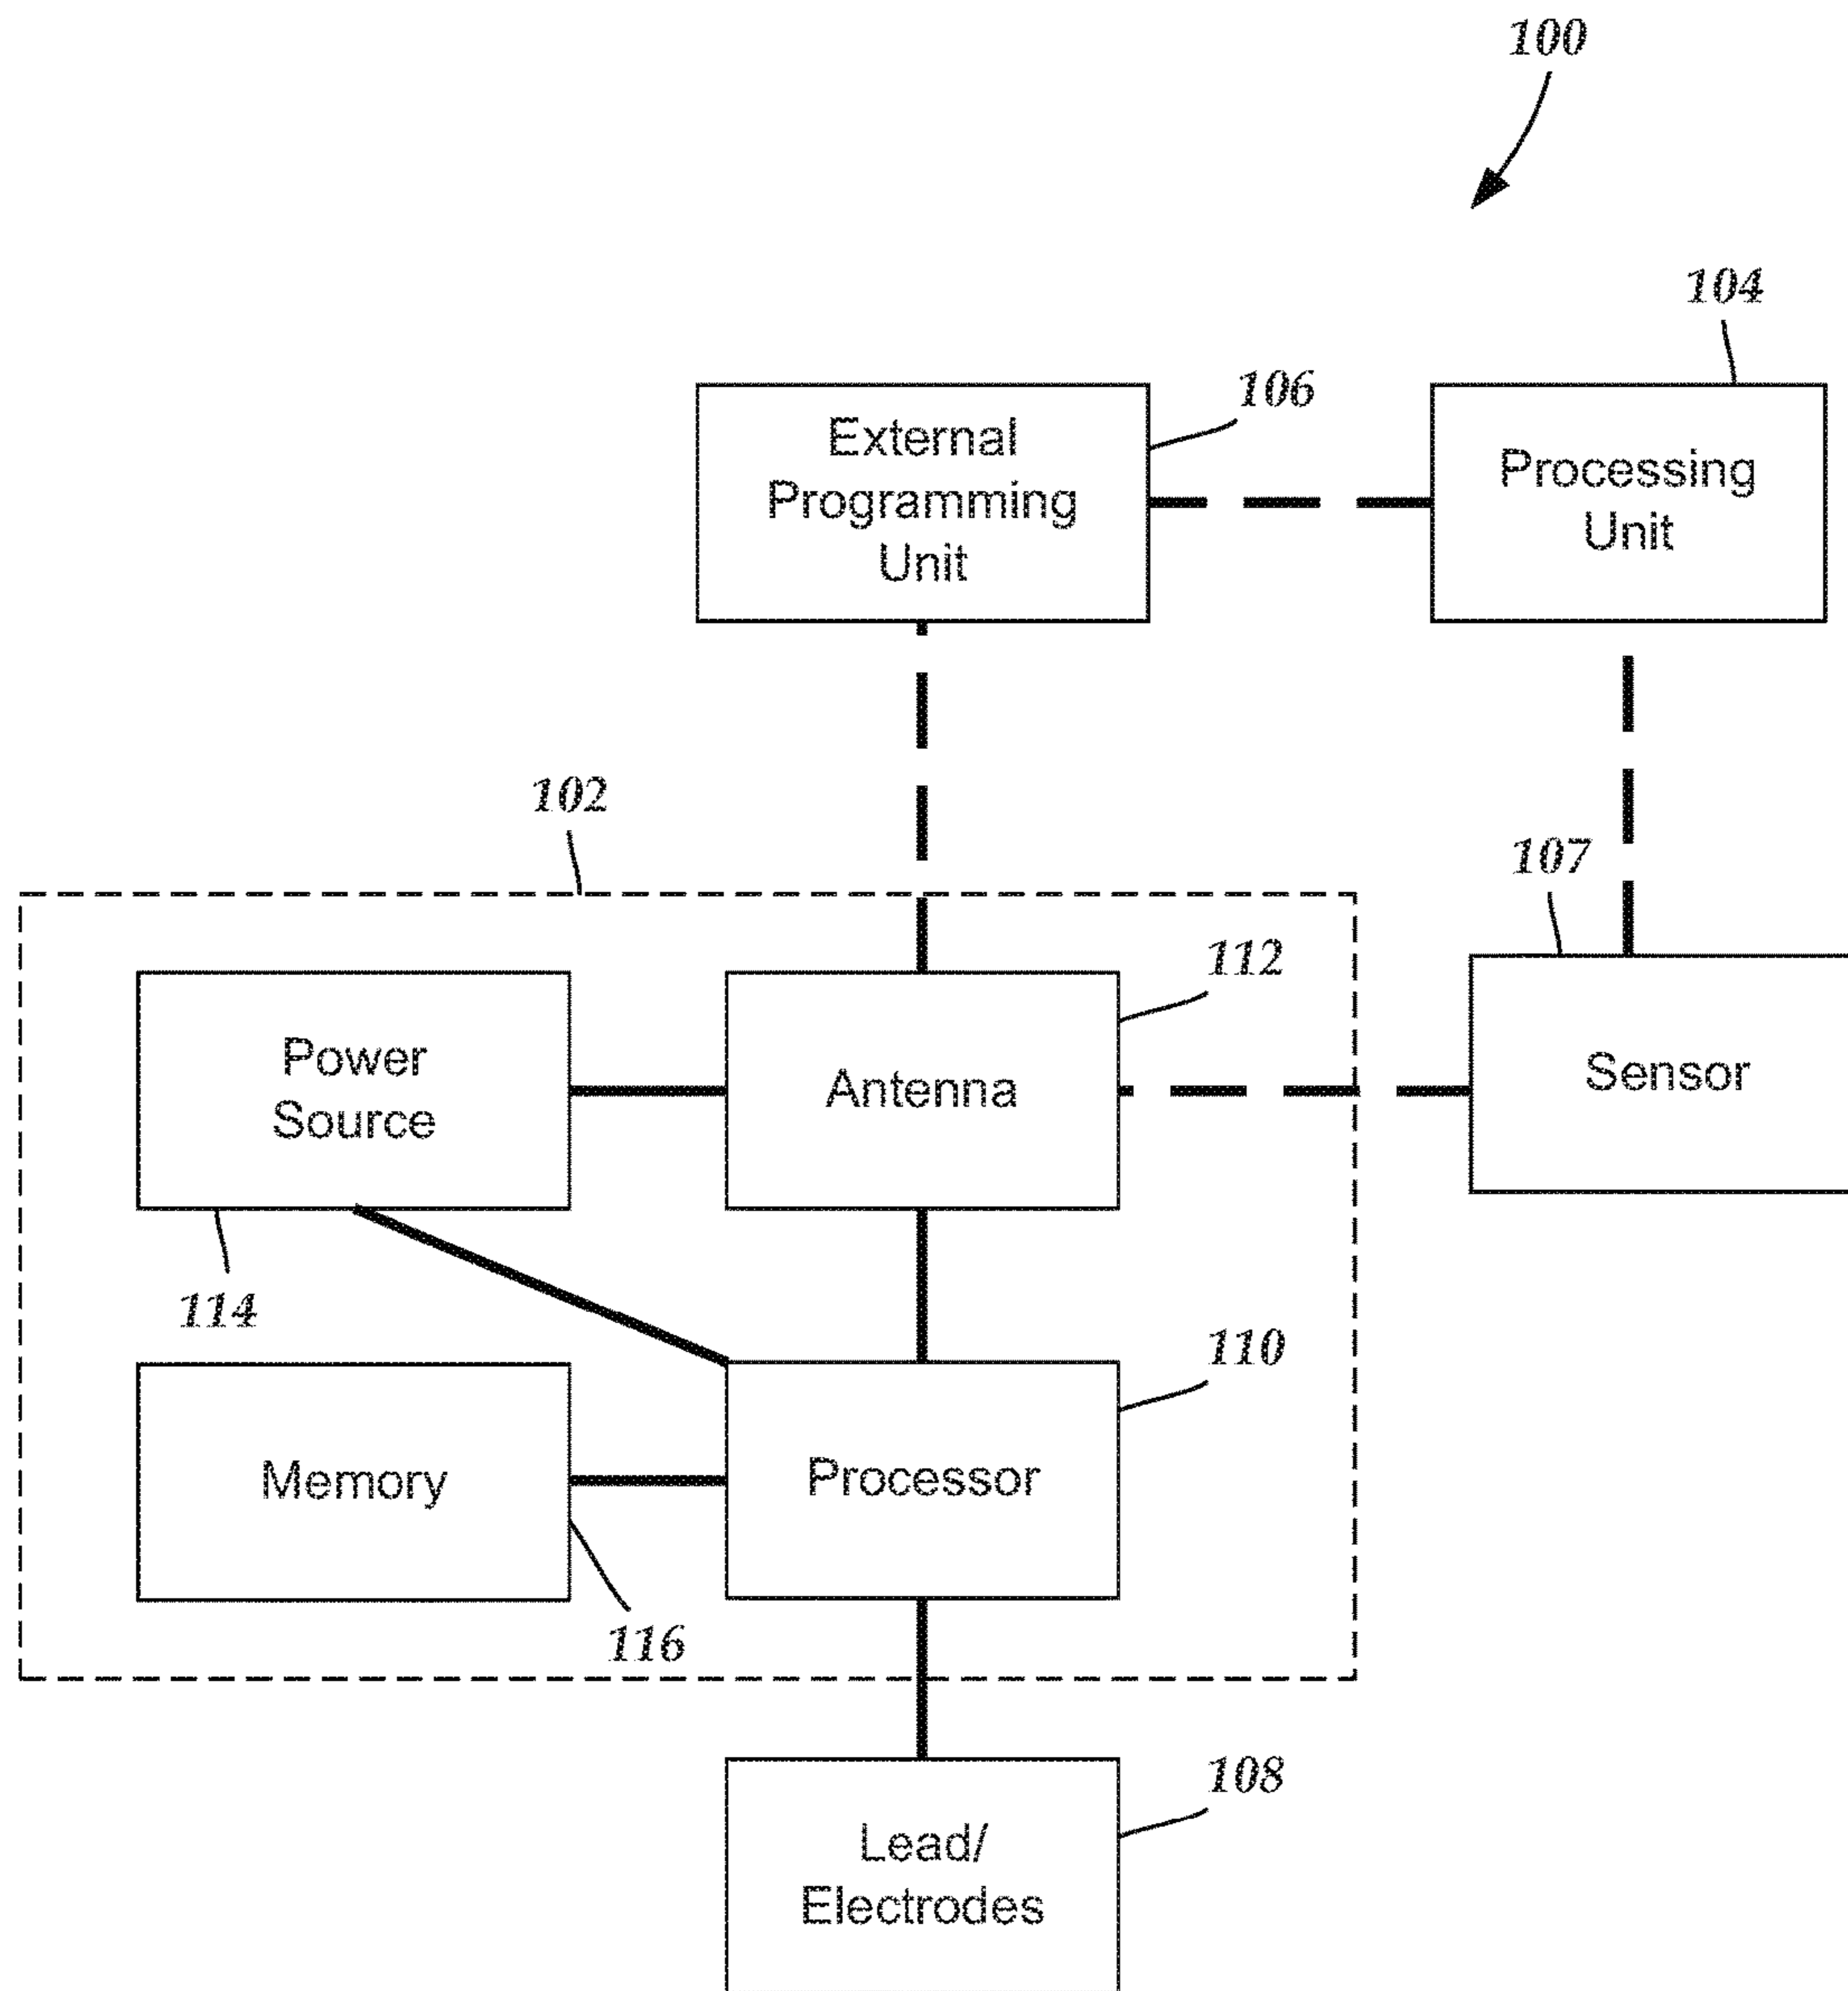 100
104
106
External
Programming
Unit
Processing
Unit
102
107
112
Power
Source
Antenna
Sensor
114
110
Memory
Processor
116
108
Lead/
Electrodes